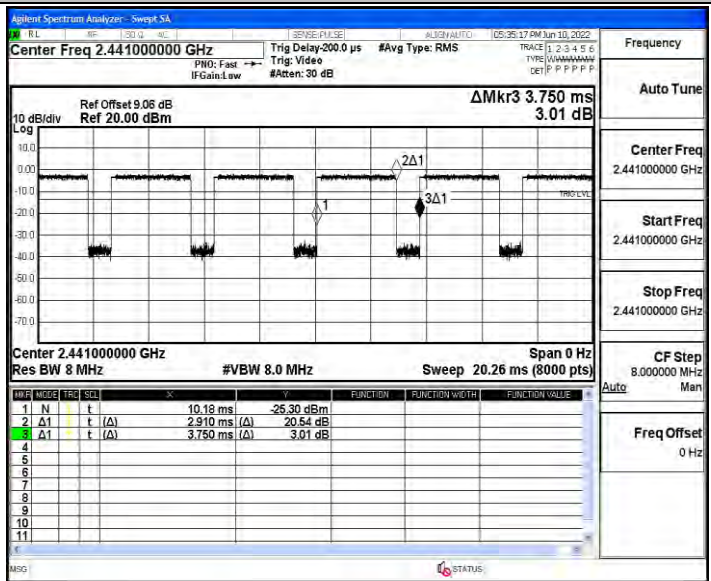 Agilent Spectrum Analyzer - Swept SA
RL RF 50 Ω AC SENSE:PULSE ALIGN AUTO 05:35:17 PM Jun 10, 2022
Center Freq 2.441000000 GHz
PNO: Fast
IFGain:Low
Trig Delay-200.0 µs
Trig: Video
#Atten: 30 dB
#Avg Type: RMS
TRACE 1 2 3 4 5 6
TYPE WWWWWW
DET P P P P P P
Frequency
Auto Tune
Ref Offset 9.06 dB
10 dB/div Ref 20.00 dBm
Log
ΔMkr3 3.750 ms
3.01 dB
10.0
0.00
-10.0
-20.0
-30.0
-40.0
-50.0
-60.0
-70.0
2Δ1
1
3Δ1
TRIG LVL
Center Freq
2.441000000 GHz
Start Freq
2.441000000 GHz
Stop Freq
2.441000000 GHz
Center 2.441000000 GHz Span 0 Hz
Res BW 8 MHz #VBW 8.0 MHz Sweep 20.26 ms (8000 pts)
CF Step
8.000000 MHz
Auto Man
Freq Offset
0 Hz
MKR MODE TRC SCL X Y FUNCTION FUNCTION WIDTH FUNCTION VALUE
1 N t 10.18 ms -25.30 dBm
2 Δ1 t (Δ) 2.910 ms (Δ) 20.54 dB
3 Δ1 t (Δ) 3.750 ms (Δ) 3.01 dB
4
5
6
7
8
9
10
11
MSG STATUS